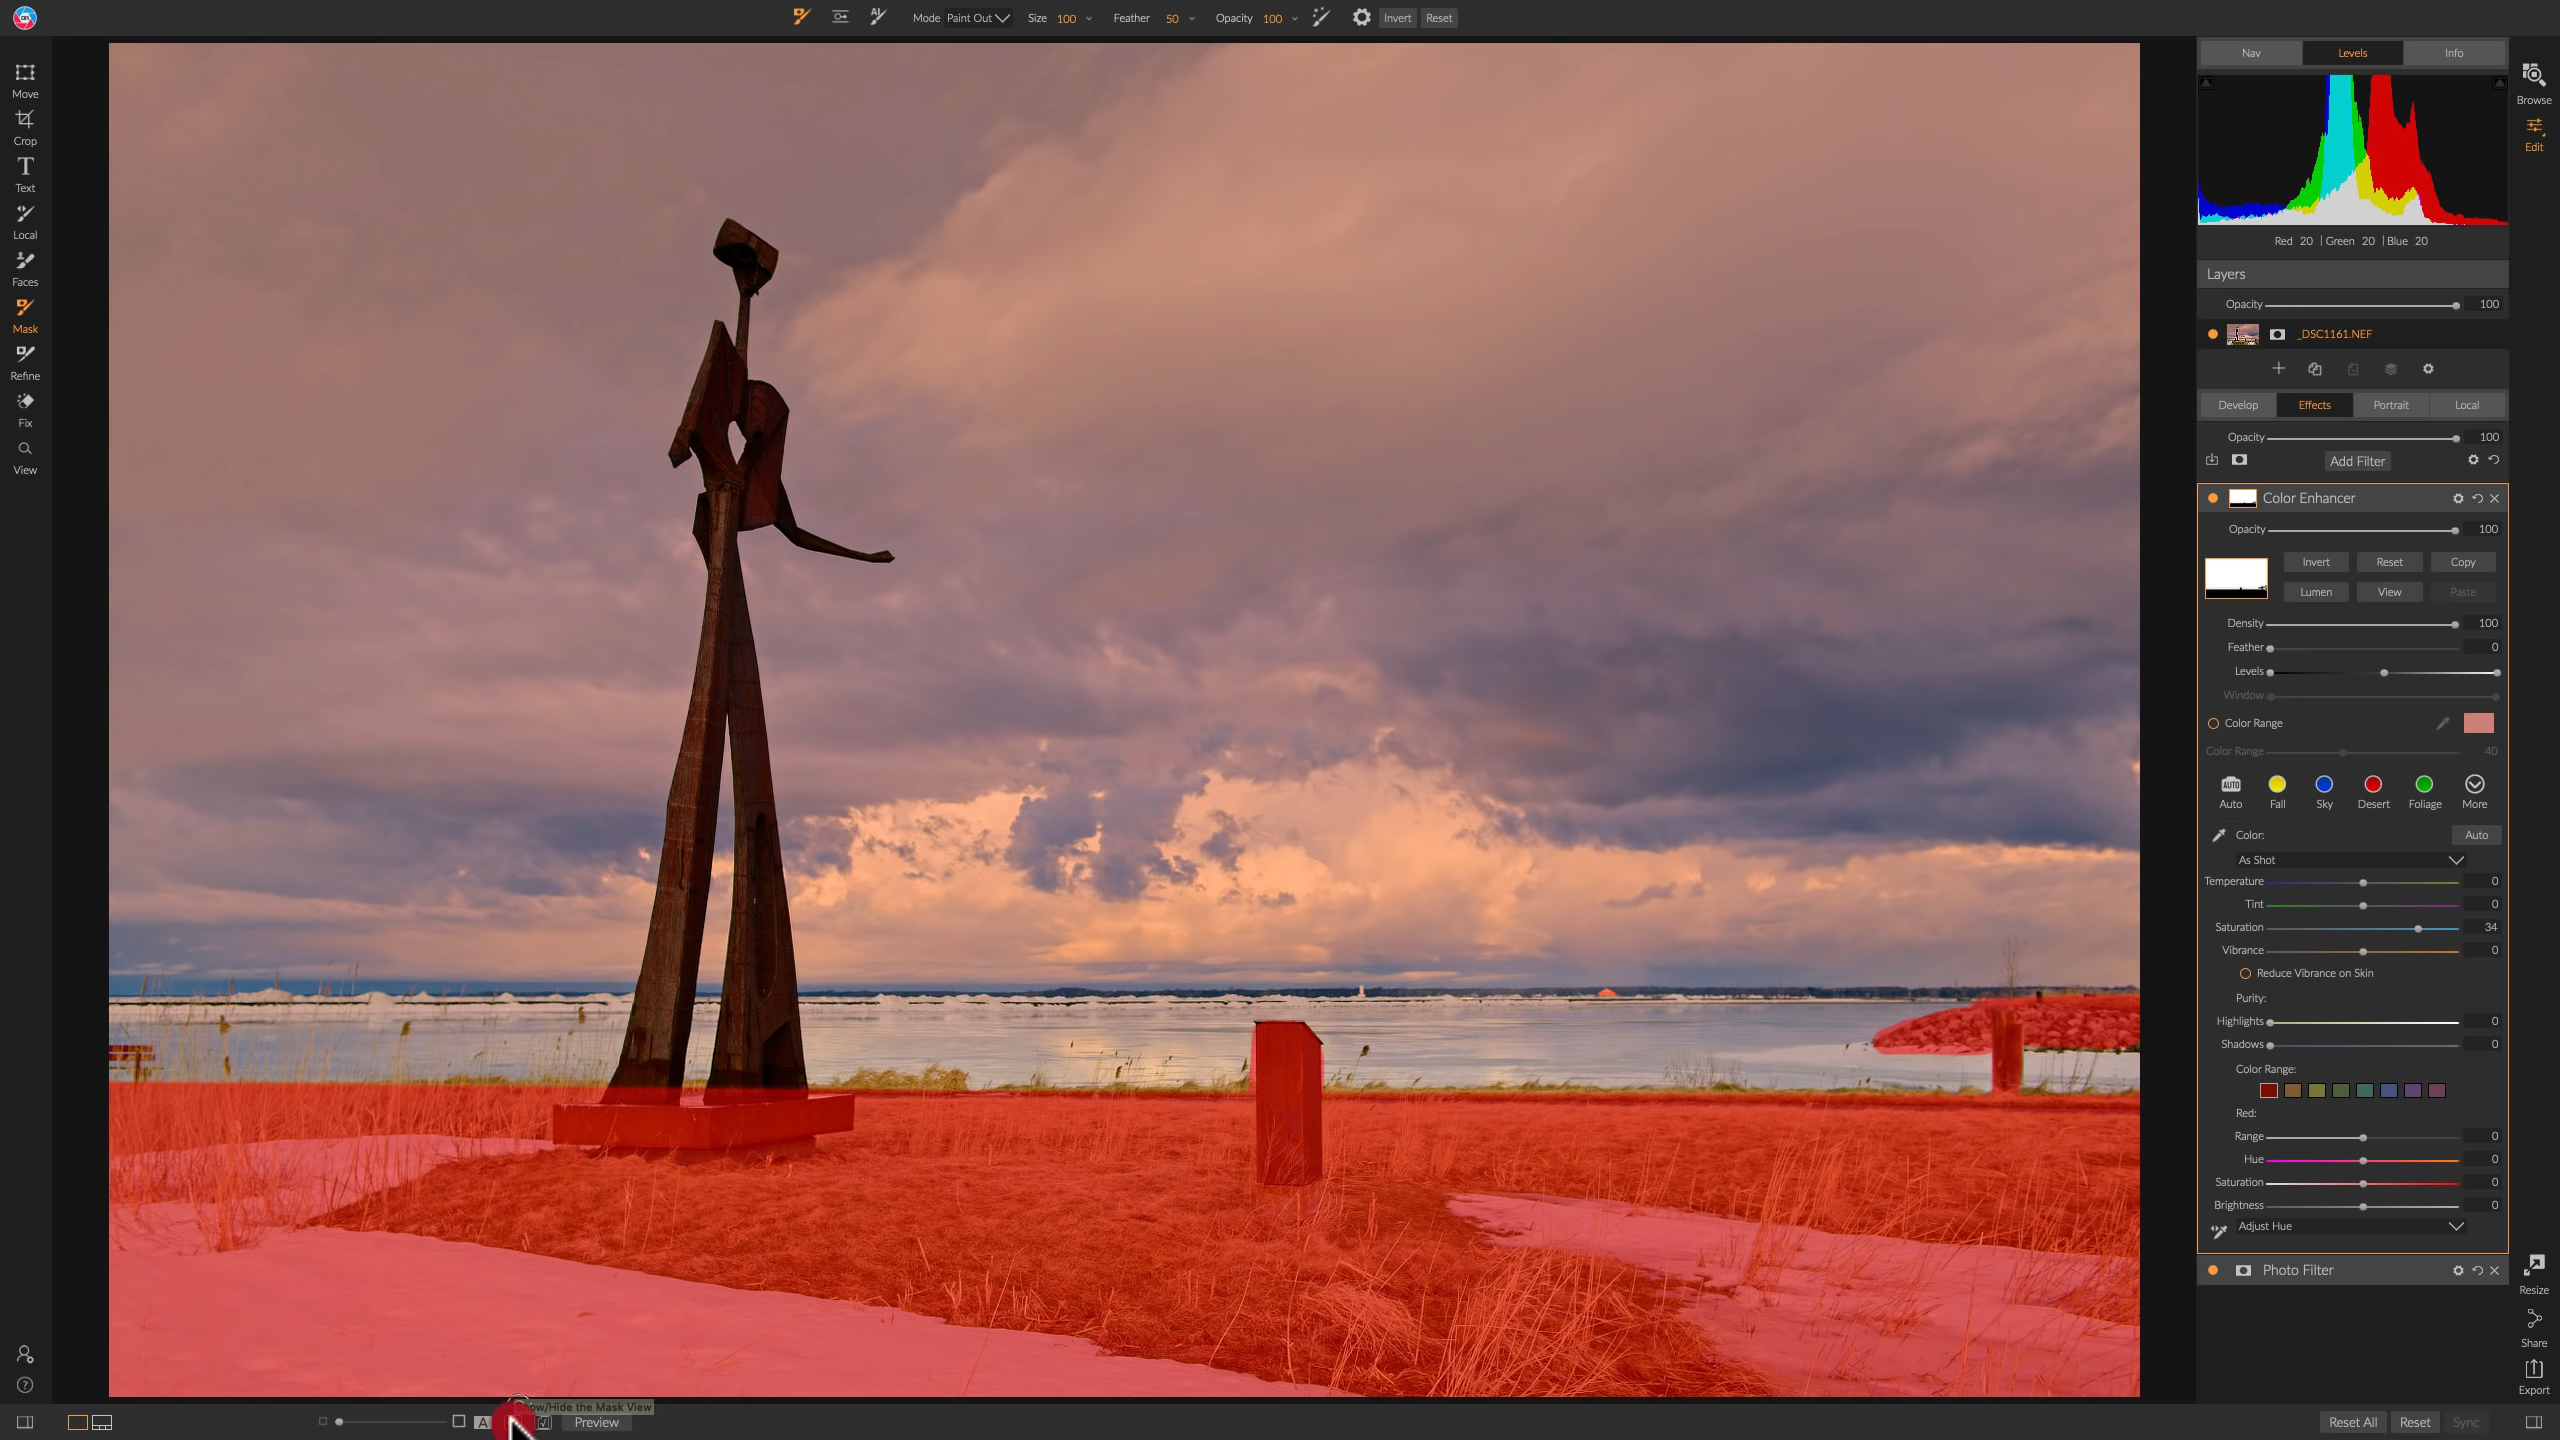 Mode Paint Out Size 100 Feather 50 Opacity 100 Invert Reset
Move
Crop
Text
Local
Faces
Mask
Refine
Fix
View
Nav Levels Info
Red 20 | Green 20 | Blue 20
Layers
Opacity 100
_DSC1161.NEF
Develop Effects Portrait Local
Opacity 100
Add Filter
Color Enhancer
Opacity 100
Invert Reset Copy
Lumen View Paste
Density 100
Feather 0
Levels
Window
Color Range
Color Range 40
AUTO
Auto Fall Sky Desert Foliage More
Color: Auto
As Shot
Temperature 0
Tint 0
Saturation 34
Vibrance 0
Reduce Vibrance on Skin
Purity:
Highlights 0
Shadows 0
Color Range:
Red:
Range 0
Hue 0
Saturation 0
Brightness 0
Adjust Hue
Photo Filter
Browse
Edit
Resize
Share
Export
Show/Hide the Mask View
A Preview
Reset All Reset Sync